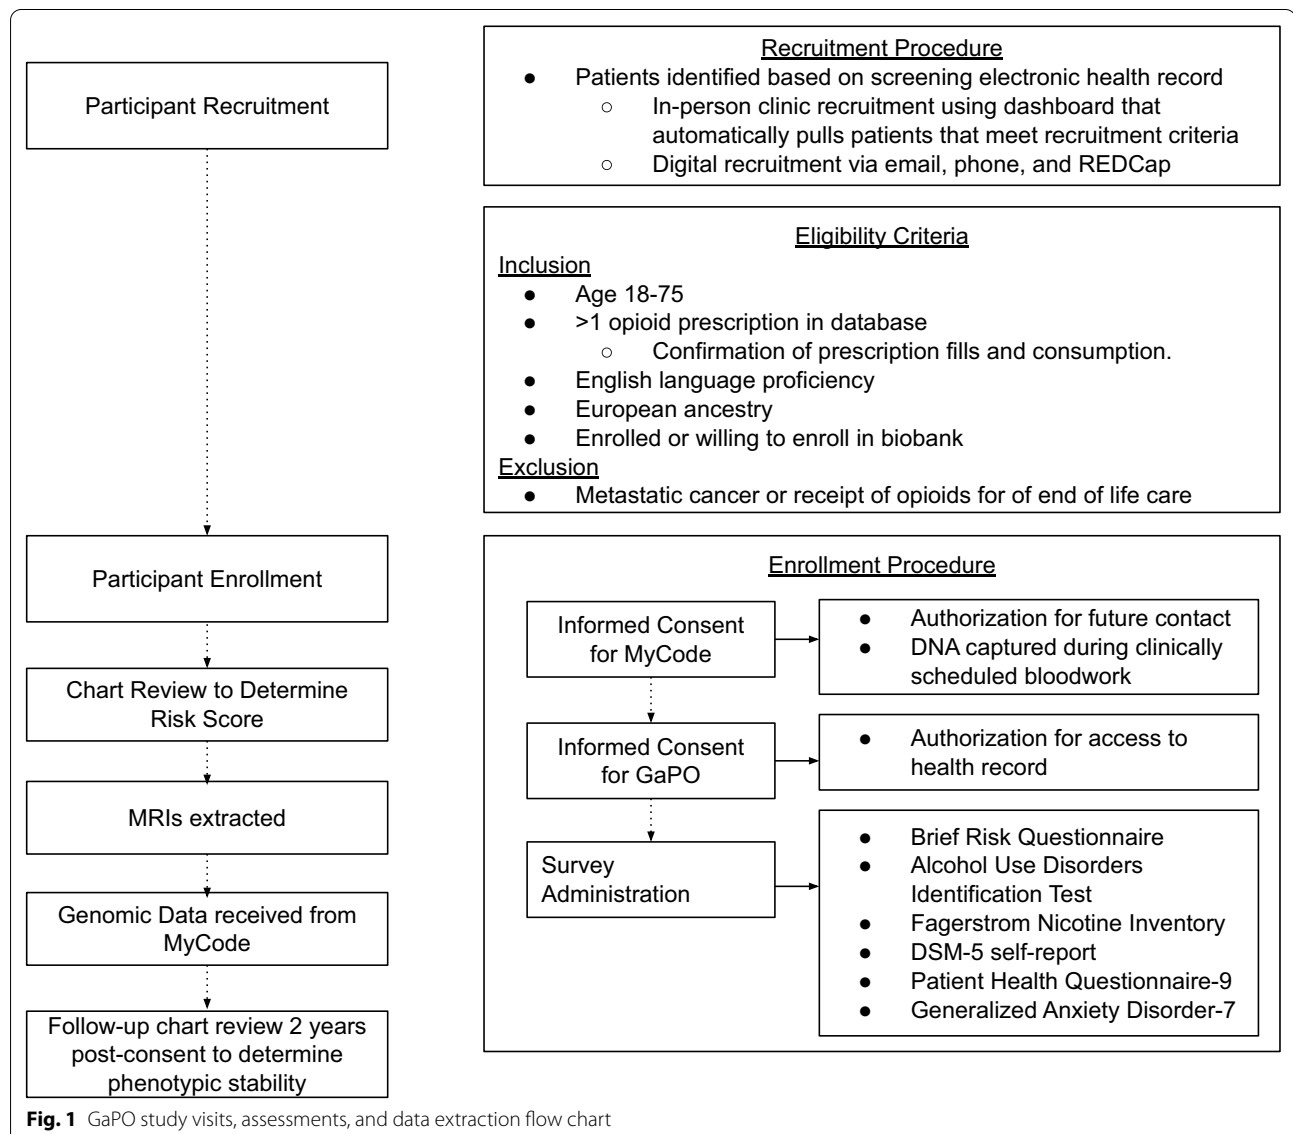 Participant Recruitment
Recruitment Procedure
● Patients identified based on screening electronic health record
○ In-person clinic recruitment using dashboard that
automatically pulls patients that meet recruitment criteria
○ Digital recruitment via email, phone, and REDCap
Eligibility Criteria
Inclusion
● Age 18-75
● >1 opioid prescription in database
○ Confirmation of prescription fills and consumption.
● English language proficiency
● European ancestry
● Enrolled or willing to enroll in biobank
Exclusion
● Metastatic cancer or receipt of opioids for of end of life care
Participant Enrollment
Chart Review to Determine
Risk Score
MRIs extracted
Genomic Data received from
MyCode
Follow-up chart review 2 years
post-consent to determine
phenotypic stability
Enrollment Procedure
Informed Consent
for MyCode
● Authorization for future contact
● DNA captured during clinically
scheduled bloodwork
Informed Consent
for GaPO
● Authorization for access to
health record
Survey
Administration
● Brief Risk Questionnaire
● Alcohol Use Disorders
Identification Test
● Fagerstrom Nicotine Inventory
● DSM-5 self-report
● Patient Health Questionnaire-9
● Generalized Anxiety Disorder-7
Fig. 1 GaPO study visits, assessments, and data extraction flow chart